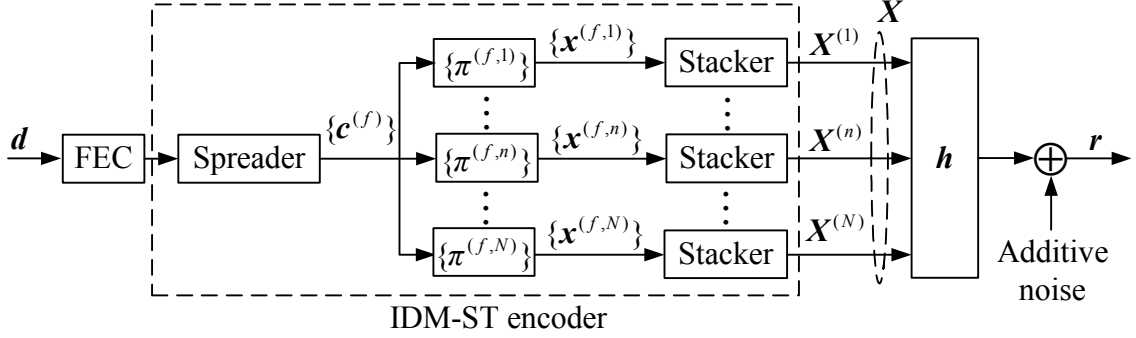 X
{π^(f,1)} {x^(f,1)} Stacker X^(1)
d FEC Spreader {c^(f)} {π^(f,n)} {x^(f,n)} Stacker X^(n) h r
{π^(f,N)} {x^(f,N)} Stacker X^(N)
Additive
noise
IDM-ST encoder